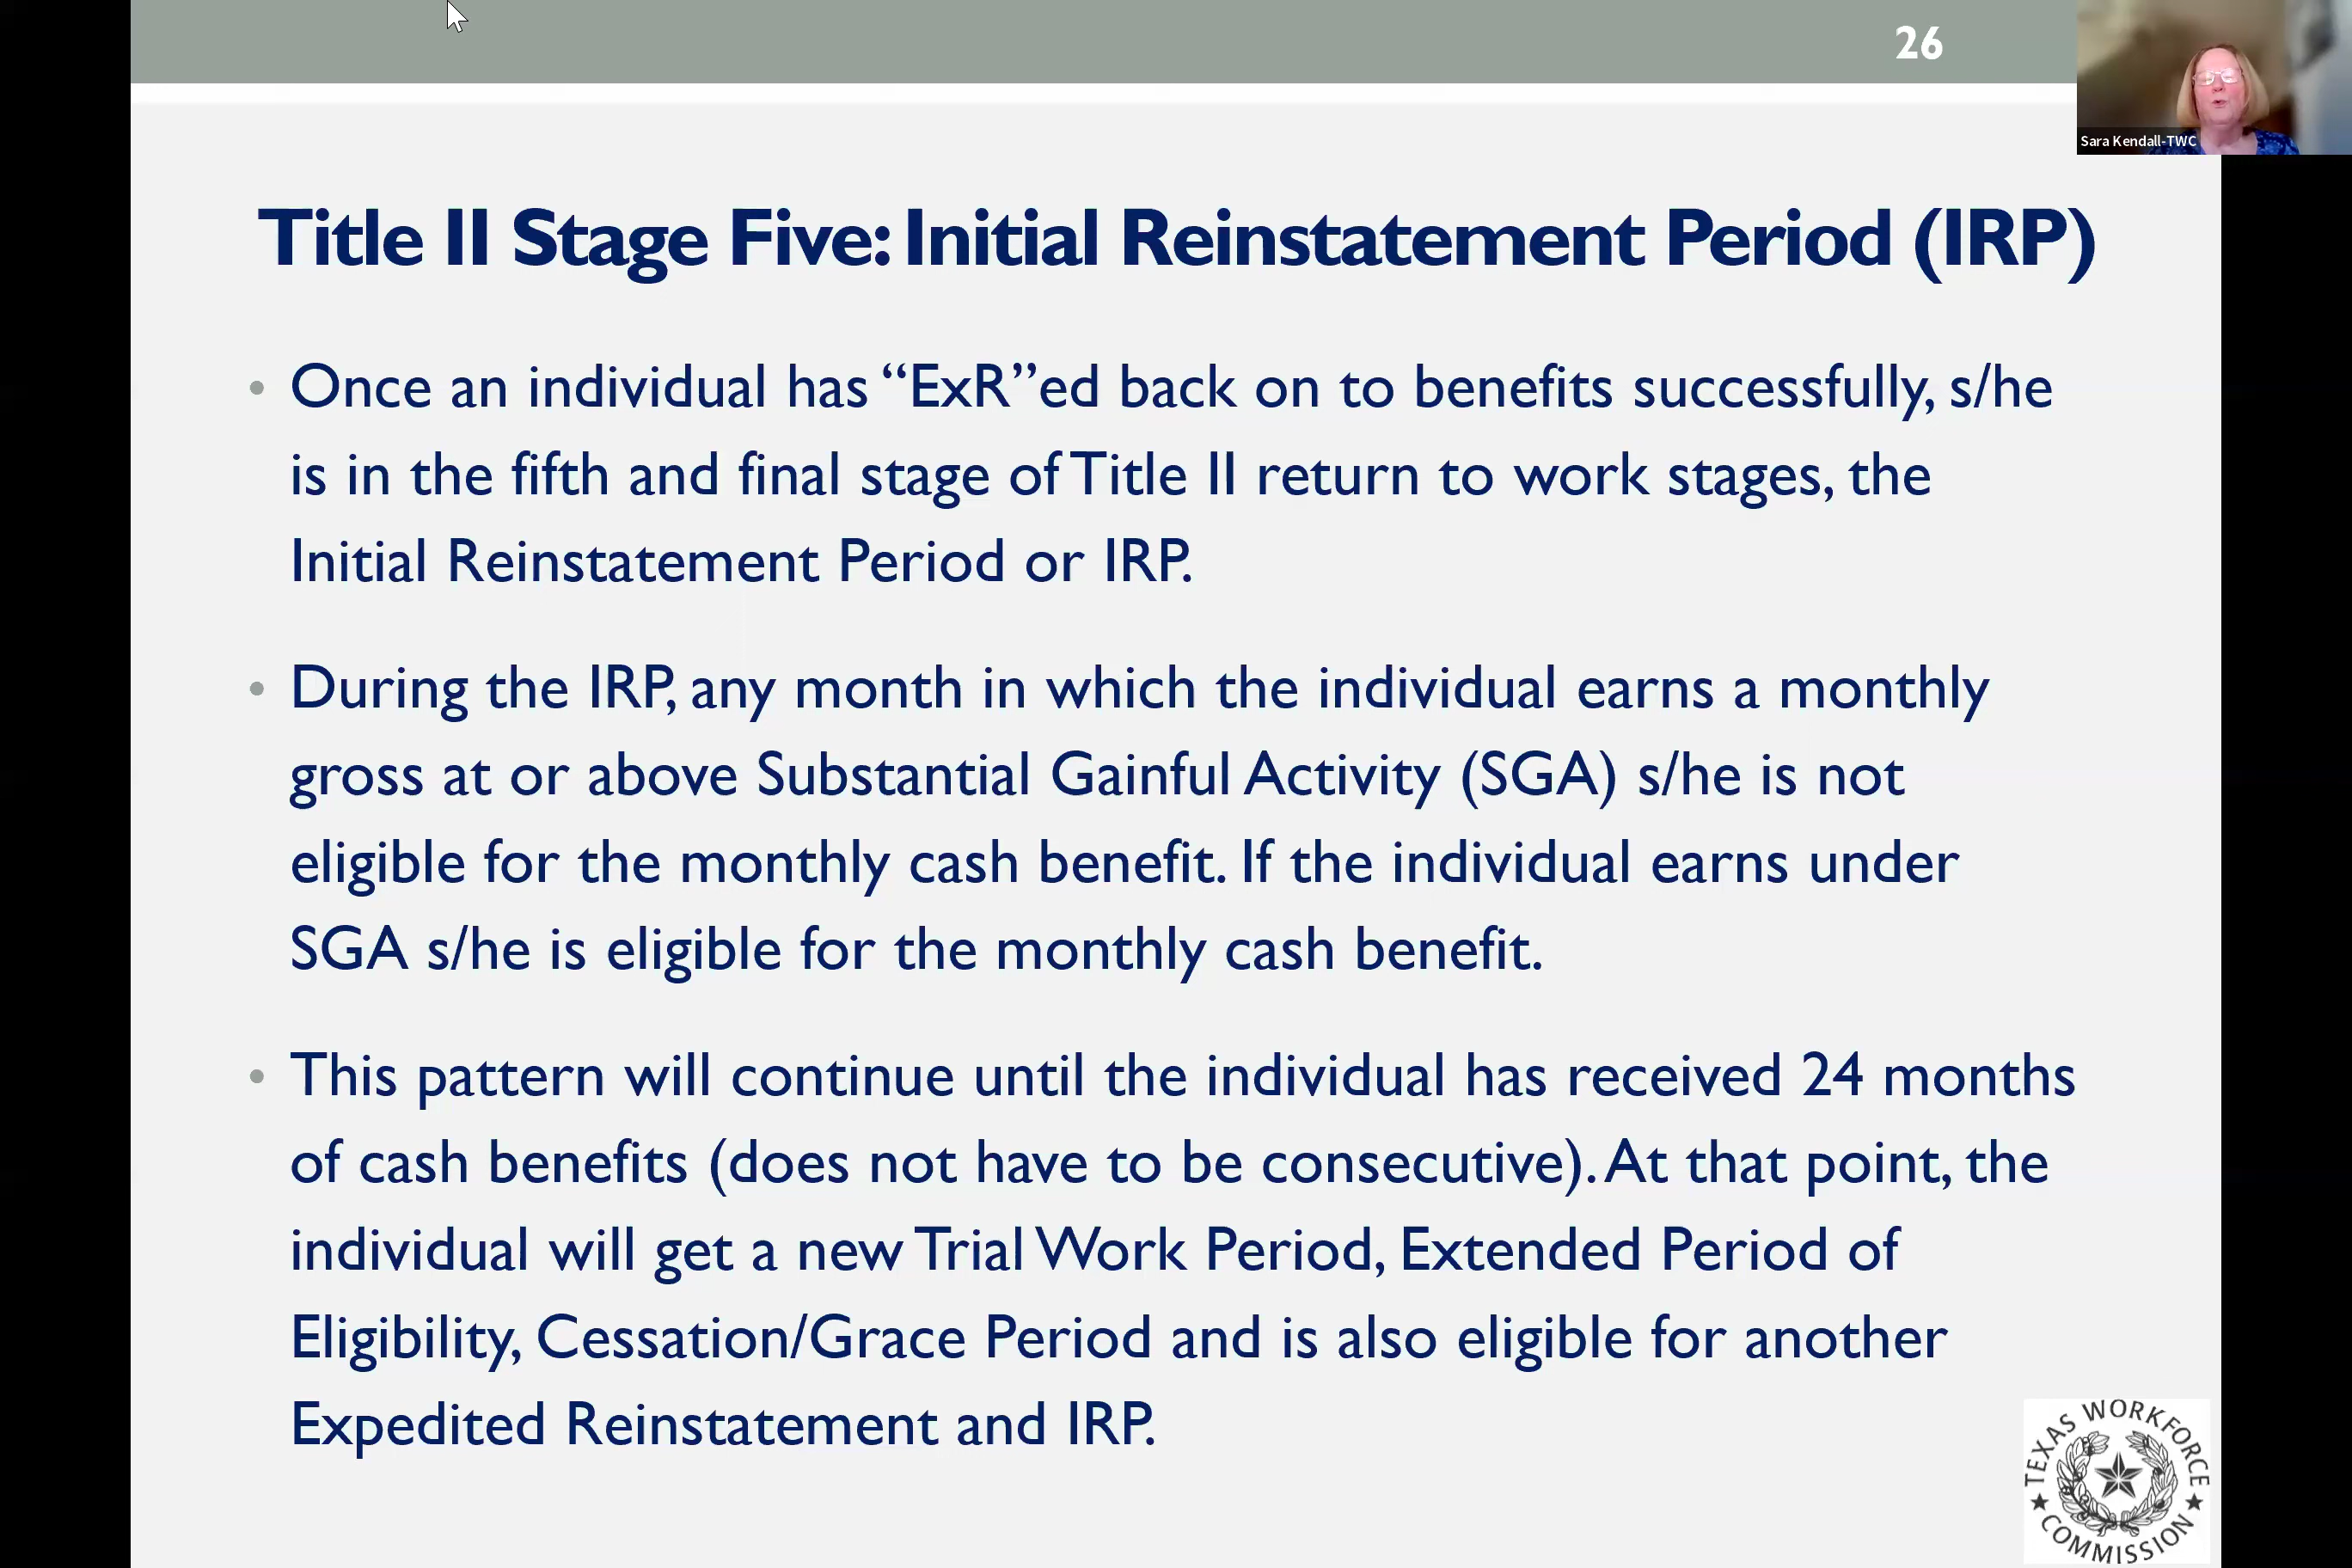 26
Sara Kendall-TWC
Title II Stage Five: Initial Reinstatement Period (IRP)
• Once an individual has “ExR”ed back on to benefits successfully, s/he
is in the fifth and final stage of Title II return to work stages, the
Initial Reinstatement Period or IRP.
• During the IRP, any month in which the individual earns a monthly
gross at or above Substantial Gainful Activity (SGA) s/he is not
eligible for the monthly cash benefit. If the individual earns under
SGA s/he is eligible for the monthly cash benefit.
• This pattern will continue until the individual has received 24 months
of cash benefits (does not have to be consecutive). At that point, the
individual will get a new Trial Work Period, Extended Period of
Eligibility, Cessation/Grace Period and is also eligible for another
Expedited Reinstatement and IRP.
TEXAS WORKFORCE
COMMISSION